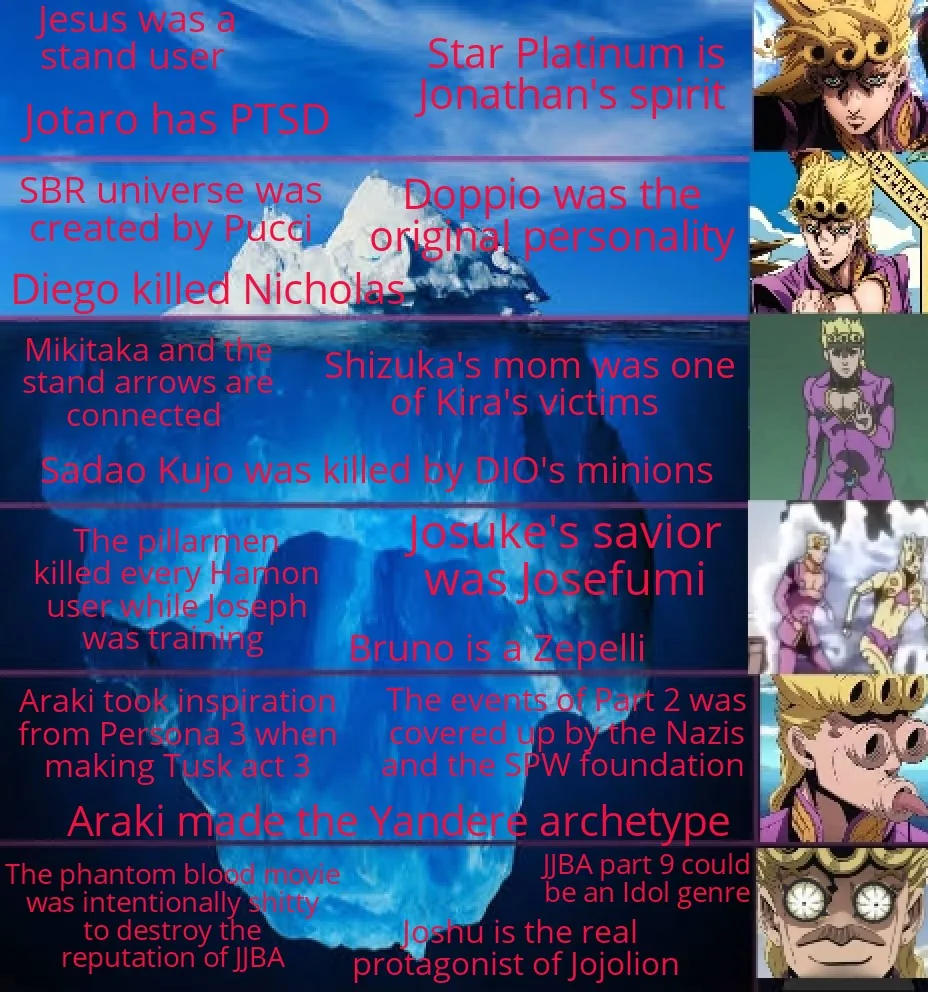 Jesus was a
stand user
Star Platinum is
Jonathan's spirit
Jotaro has PTSD
SBR universe was
created by Pucci
Doppio was the
original personality
Diego killed Nicholas
Mikitaka and the
stand arrows are
connected
Shizuka's mom was one
of Kira's victims
Sadao Kujo was killed by DIO's minions
The pillarmen
killed every Hamon
user while Joseph
was training
Josuke's savior
was Josefumi
Bruno is a Zepelli
Araki took inspiration
from Persona 3 when
making Tusk act 3
The events of Part 2 was
covered up by the Nazis
and the SPW foundation
Araki made the Yandere archetype
The phantom blood movie
was intentionally shitty
to destroy the
reputation of JJBA
JJBA part 9 could
be an Idol genre
Joshu is the real
protagonist of Jojolion